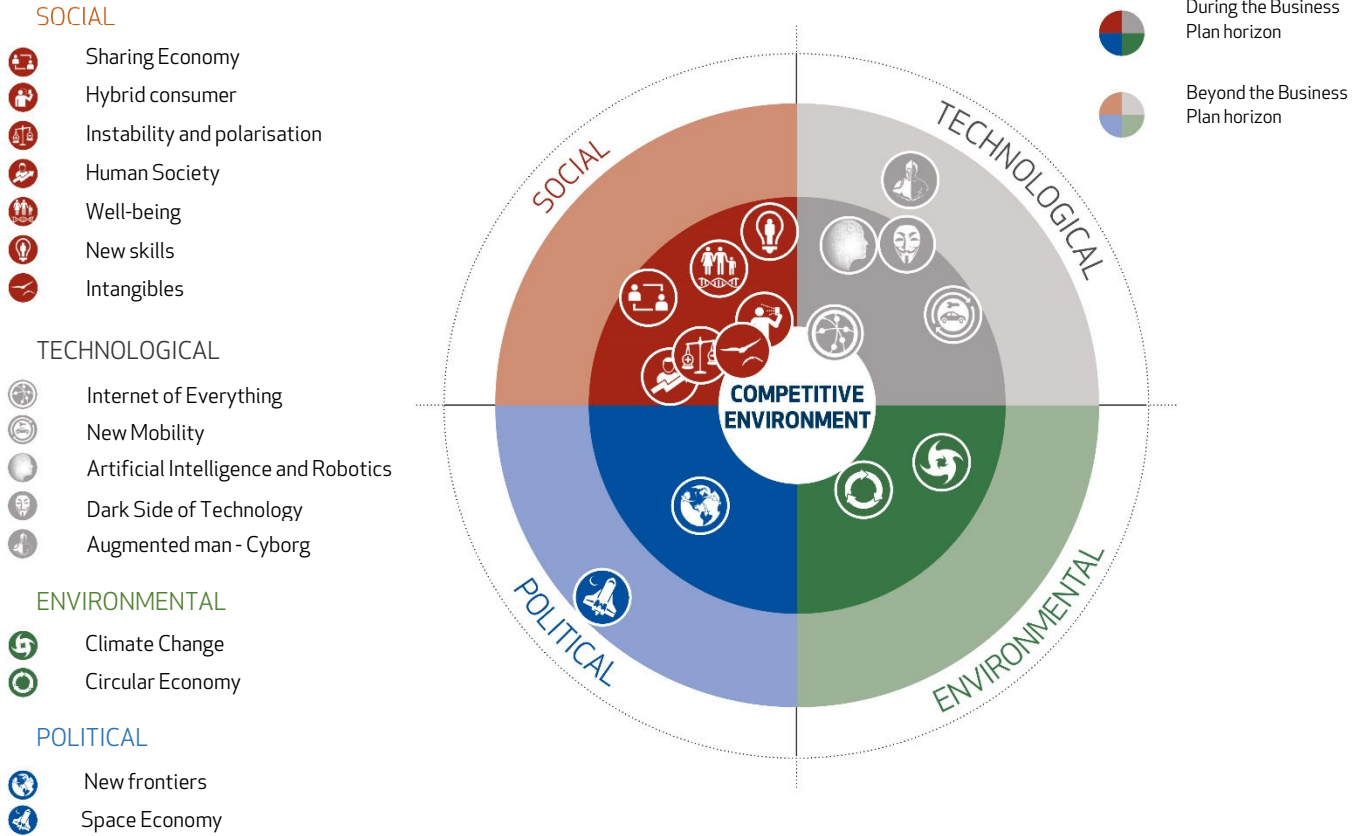 SOCIAL
Sharing Economy
Hybrid consumer
Instability and polarisation
Human Society
Well-being
New skills
Intangibles
TECHNOLOGICAL
Internet of Everything
New Mobility
Artificial Intelligence and Robotics
Dark Side of Technology
Augmented man - Cyborg
ENVIRONMENTAL
Climate Change
Circular Economy
POLITICAL
New frontiers
Space Economy
SOCIAL
TECHNOLOGICAL
COMPETITIVE
ENVIRONMENT
POLITICAL
ENVIRONMENTAL
During the Business
Plan horizon
Beyond the Business
Plan horizon